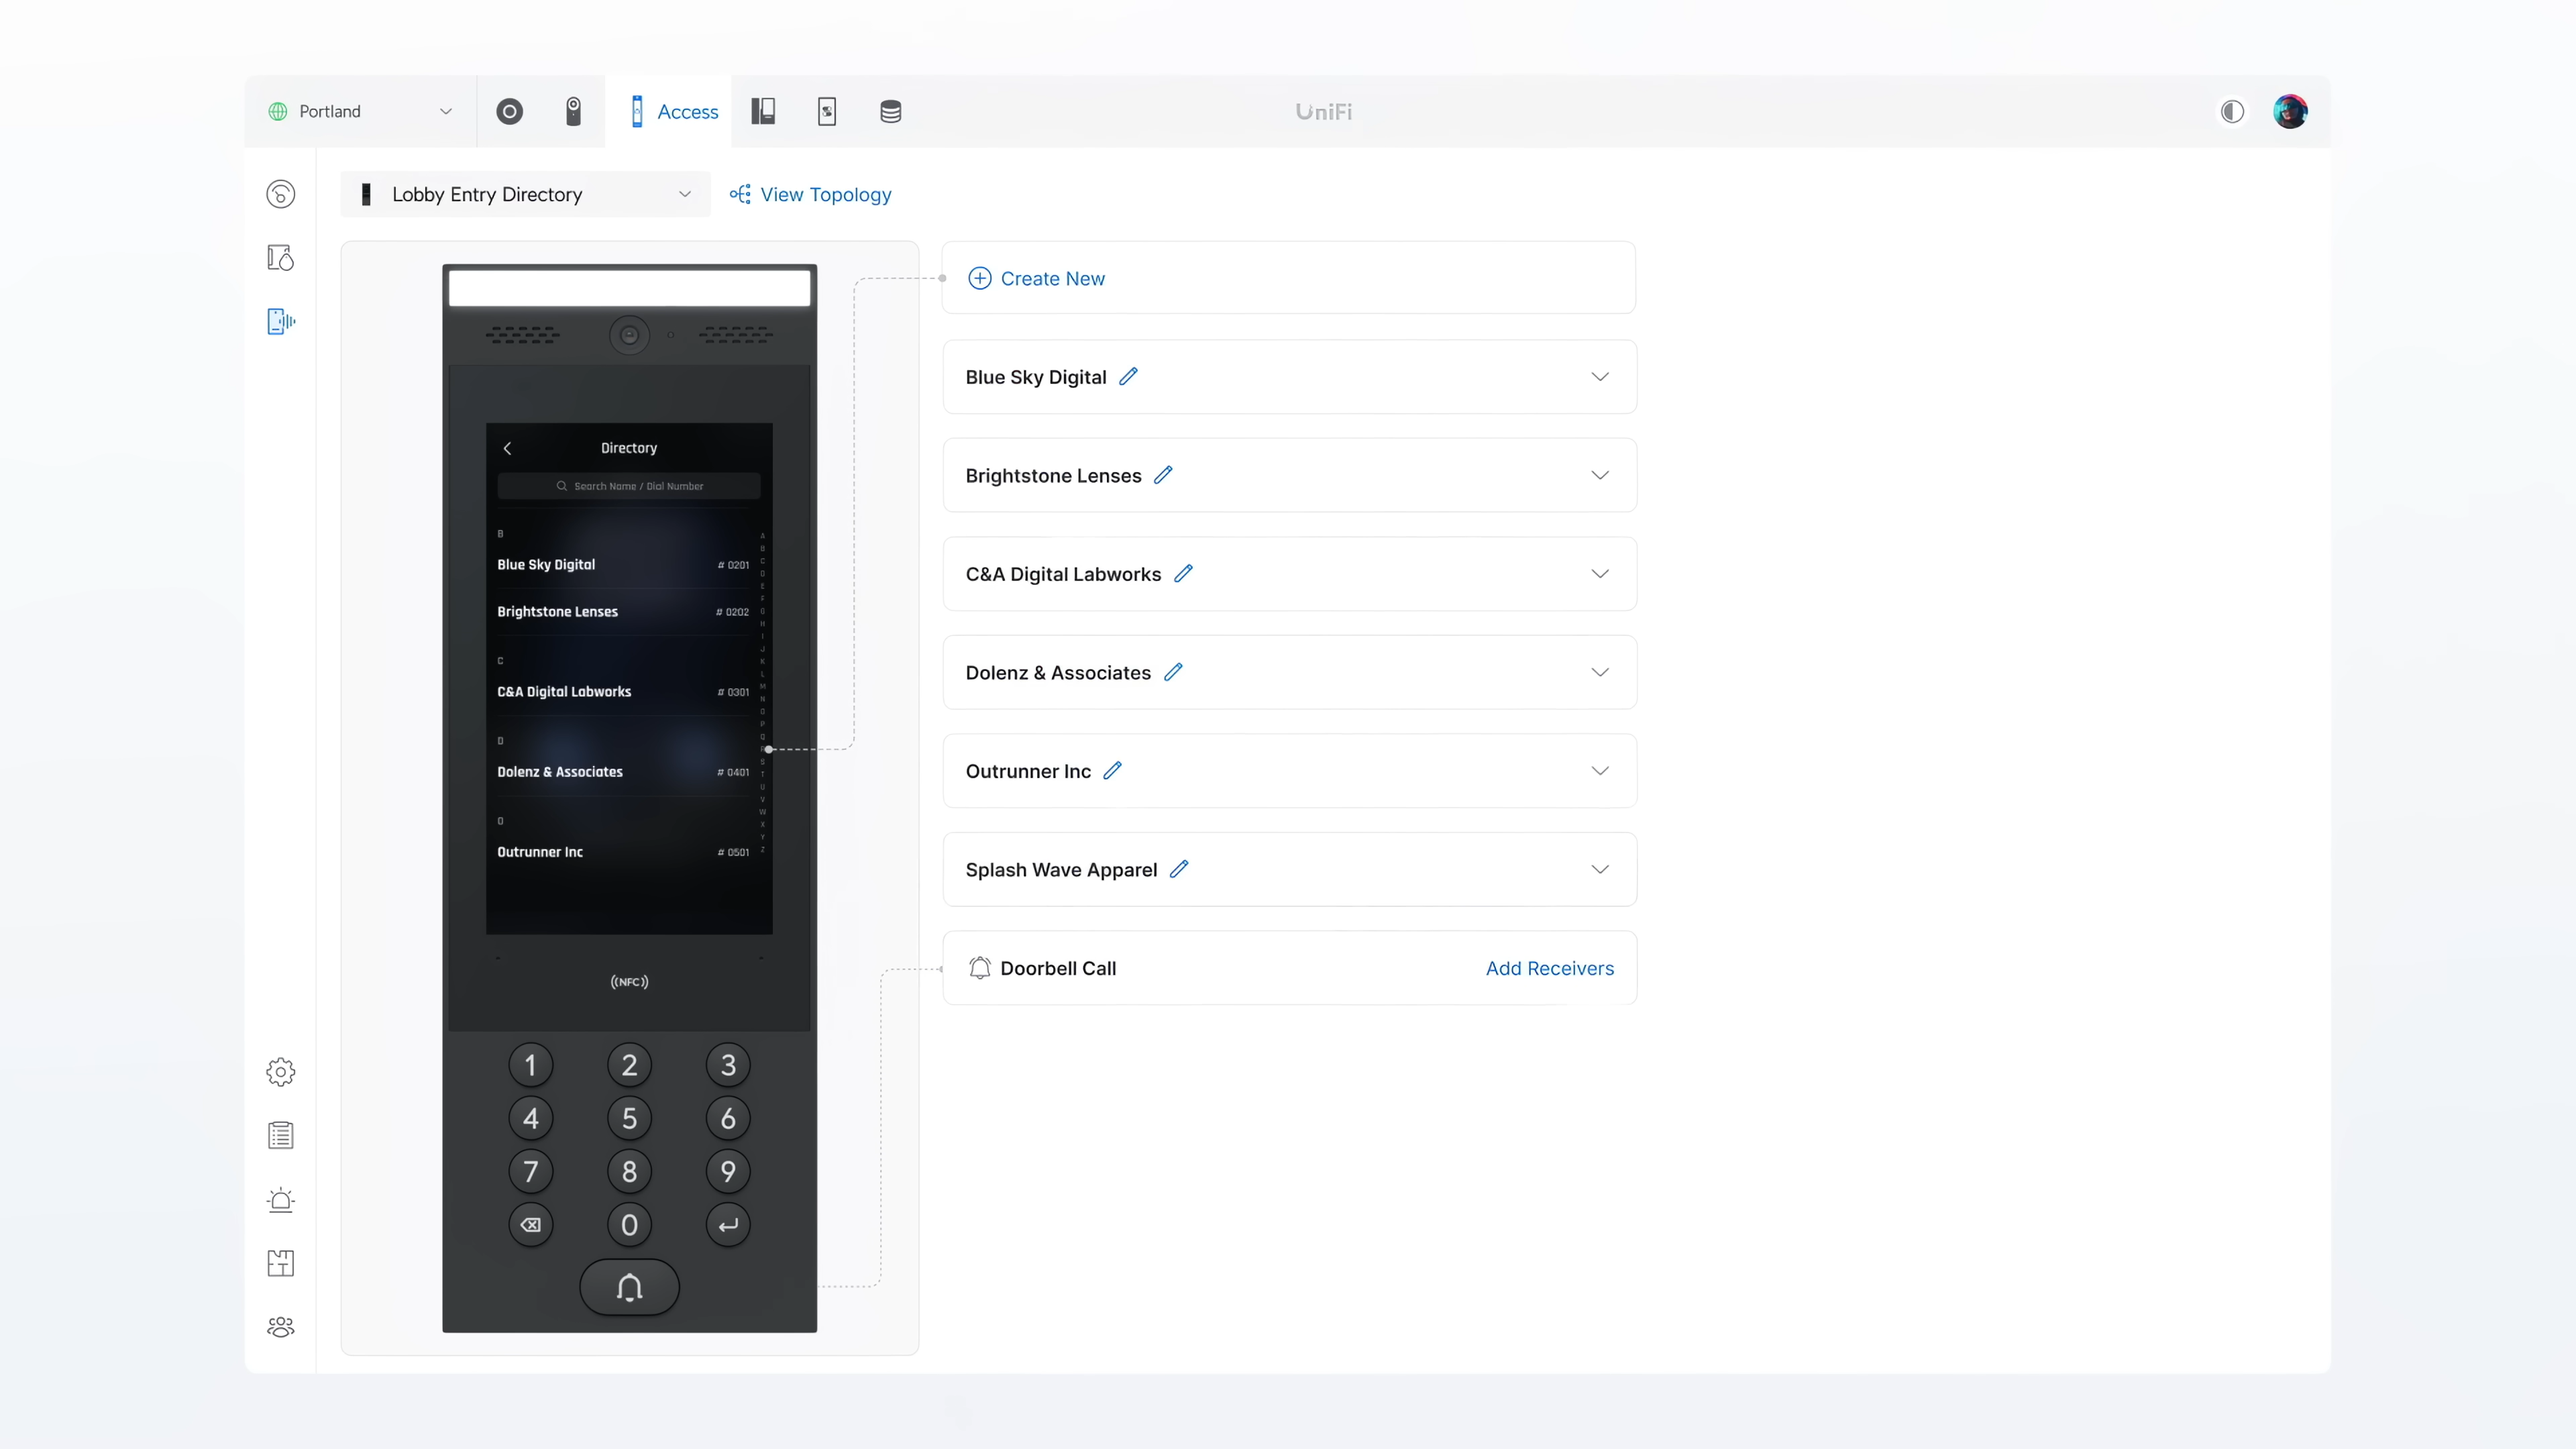 Portland
Access
UniFi
Lobby Entry Directory
View Topology
Create New
Blue Sky Digital
Brightstone Lenses
C&A Digital Labworks
Dolenz & Associates
Outrunner Inc
Splash Wave Apparel
Doorbell Call
Add Receivers
Directory
Search Name / Dial Number
B
Blue Sky Digital # 0201
Brightstone Lenses # 0202
C
C&A Digital Labworks # 0301
D
Dolenz & Associates # 0401
O
Outrunner Inc # 0501
A
B
C
D
E
F
G
H
I
J
K
L
M
N
O
P
Q
R
S
T
U
V
W
X
Y
Z
((NFC))
1 2 3
4 5 6
7 8 9
0